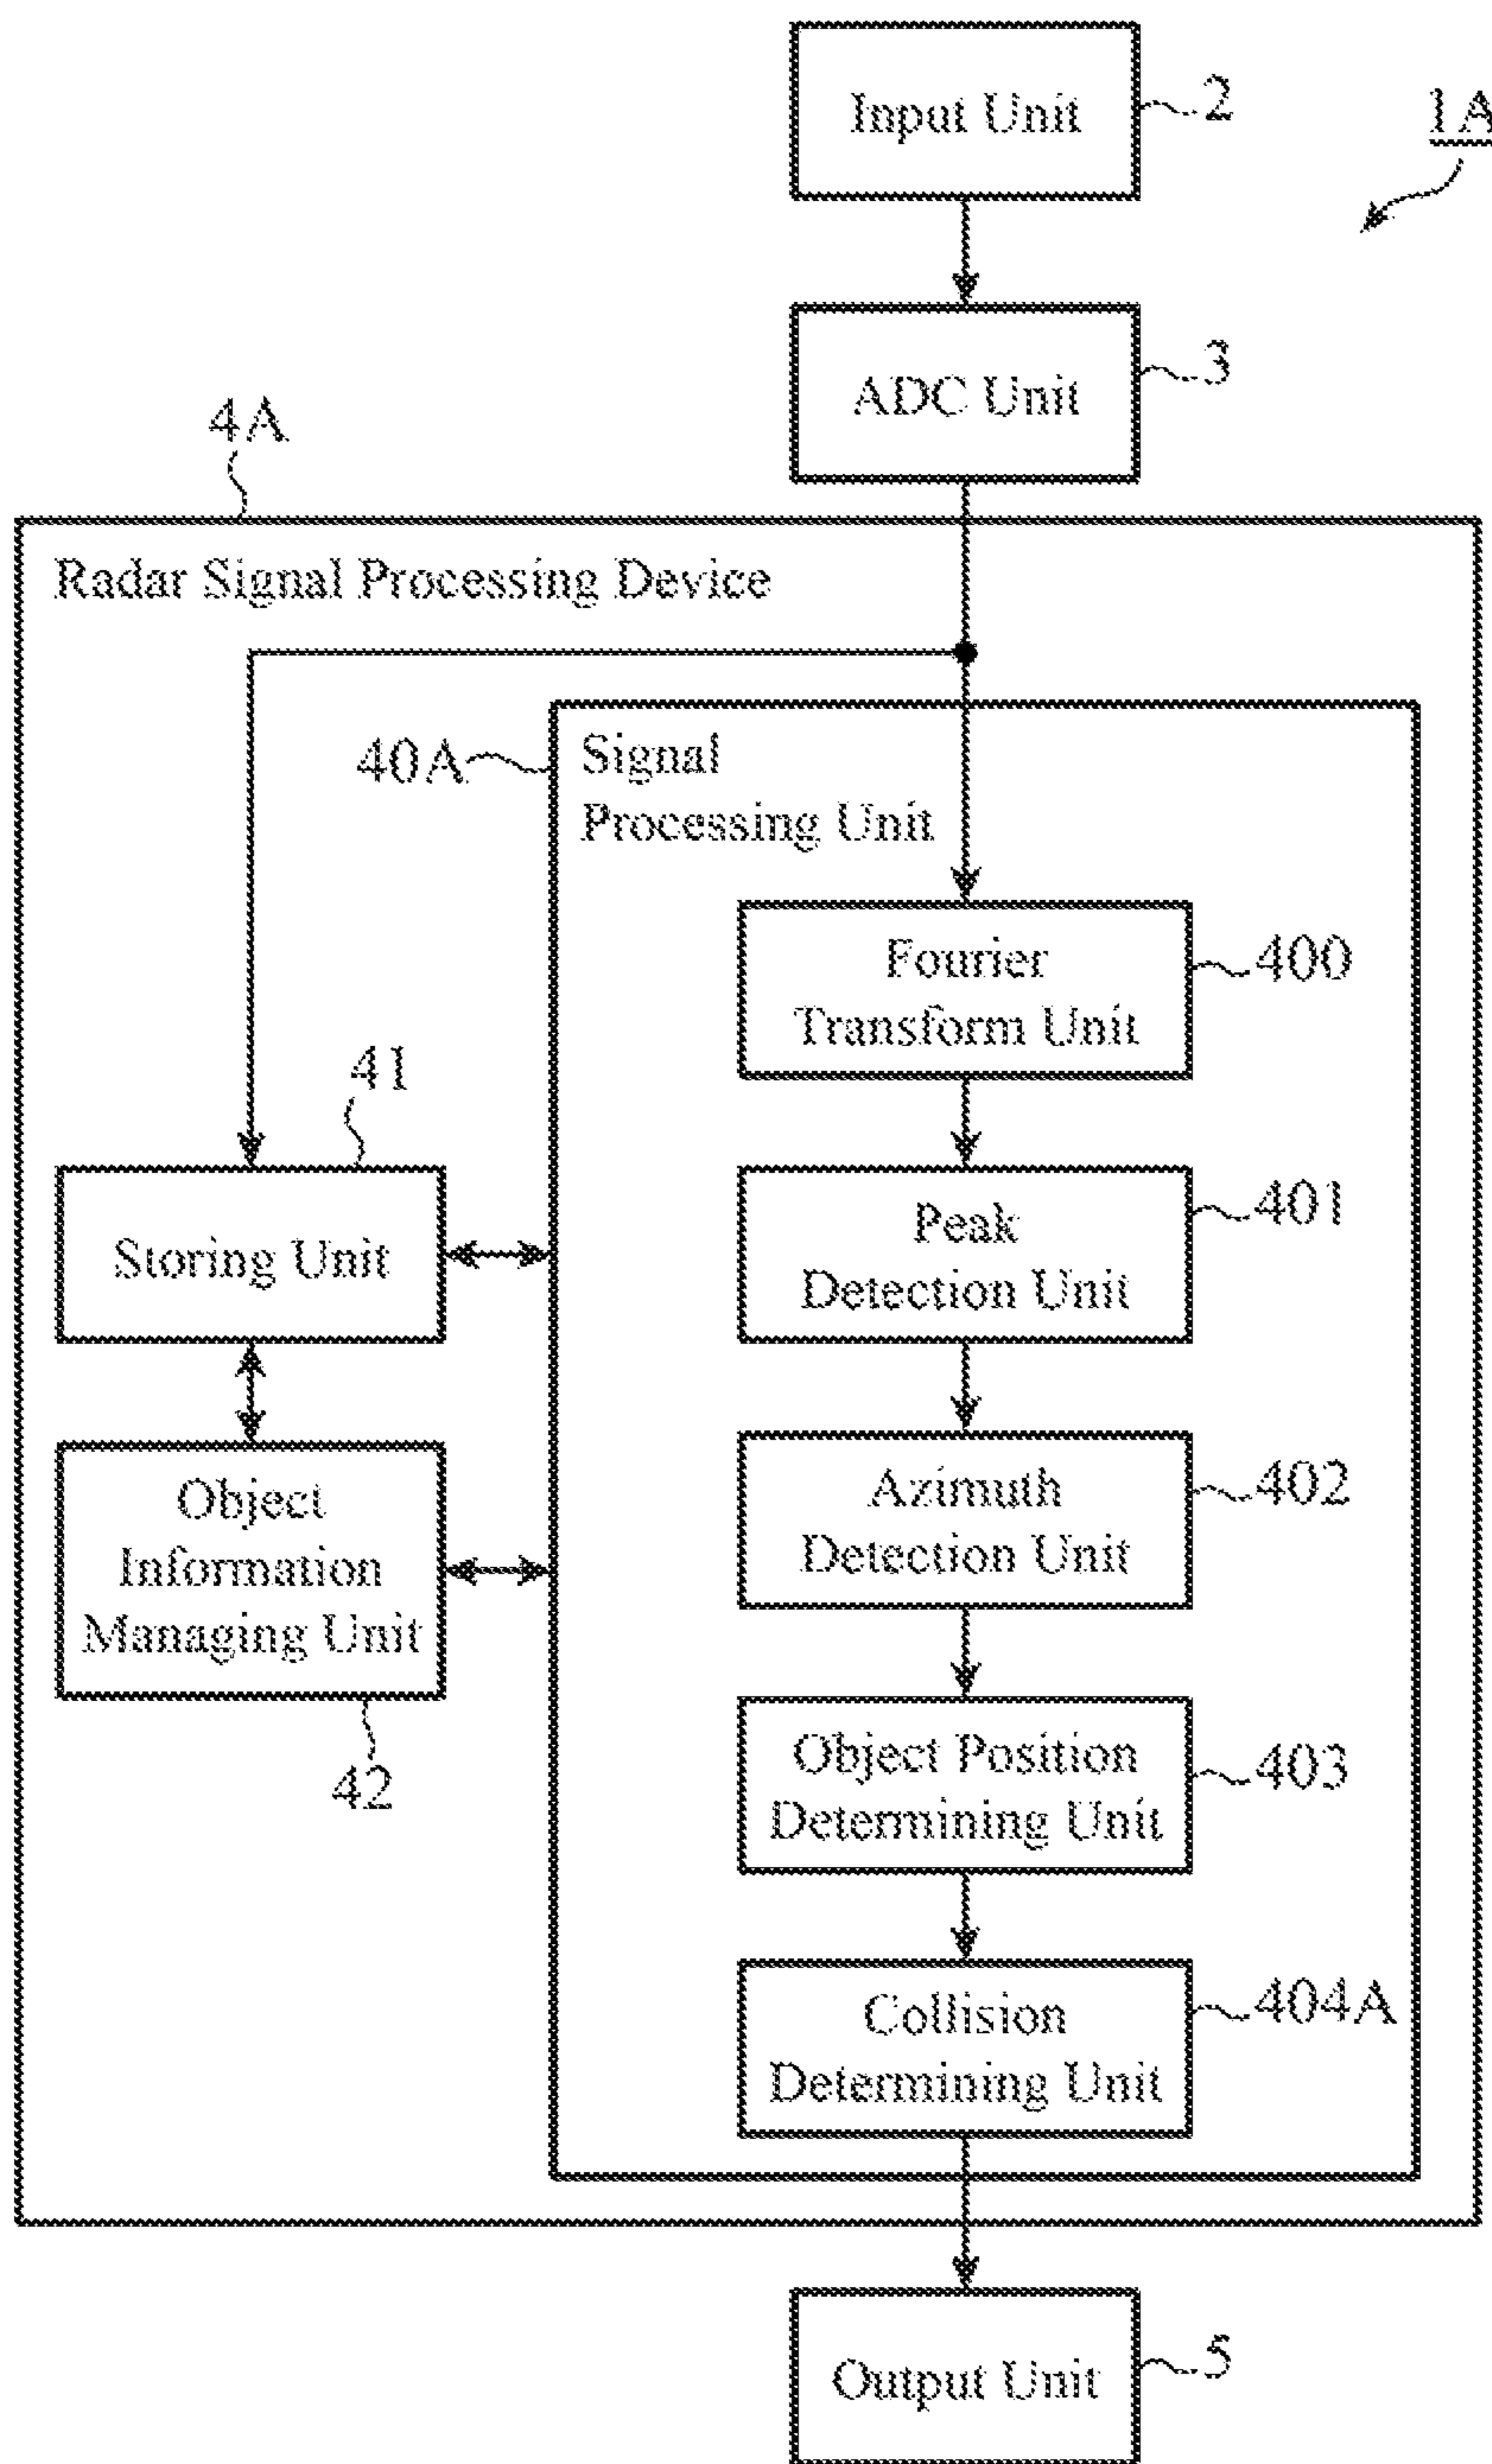 Input Unit
2
1A
ADC Unit
3
4A
Radar Signal Processing Device
40A
Signal
Processing Unit
Fourier
Transform Unit
400
41
Storing Unit
Peak
Detection Unit
401
Object
Information
Managing Unit
42
Azimuth
Detection Unit
402
Object Position
Determining Unit
403
Collision
Determining Unit
404A
Output Unit
5